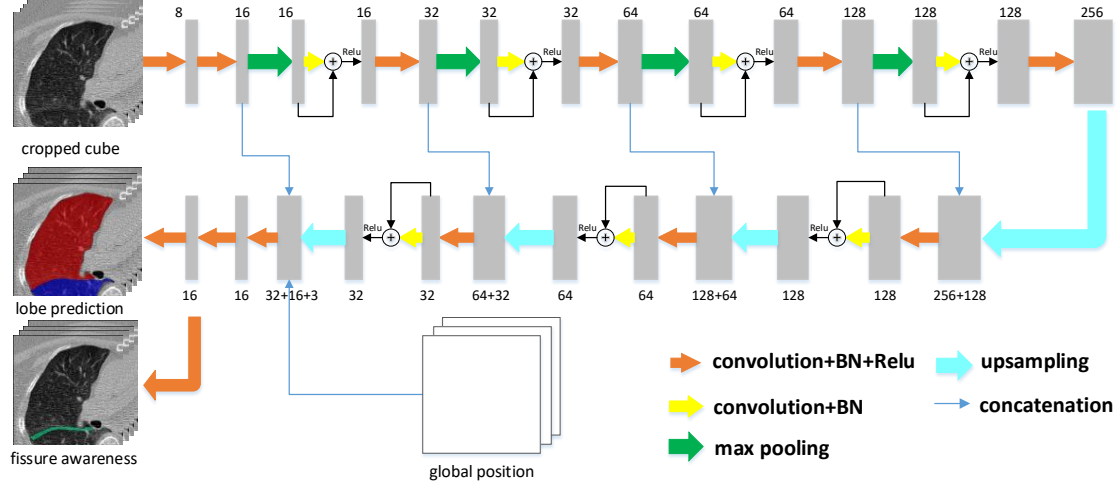 8 16 16 32 32 32 64 64 64 128 128 128 256
16
Relu Relu Relu Relu
+ + + +
cropped cube
Relu Relu Relu
+ + +
lobe prediction
16 16 32+16+3 32 32 64+32 64 64 128+64 128 128 256+128
fissure awareness
global position
convolution+BN+Relu
upsampling
convolution+BN
concatenation
max pooling